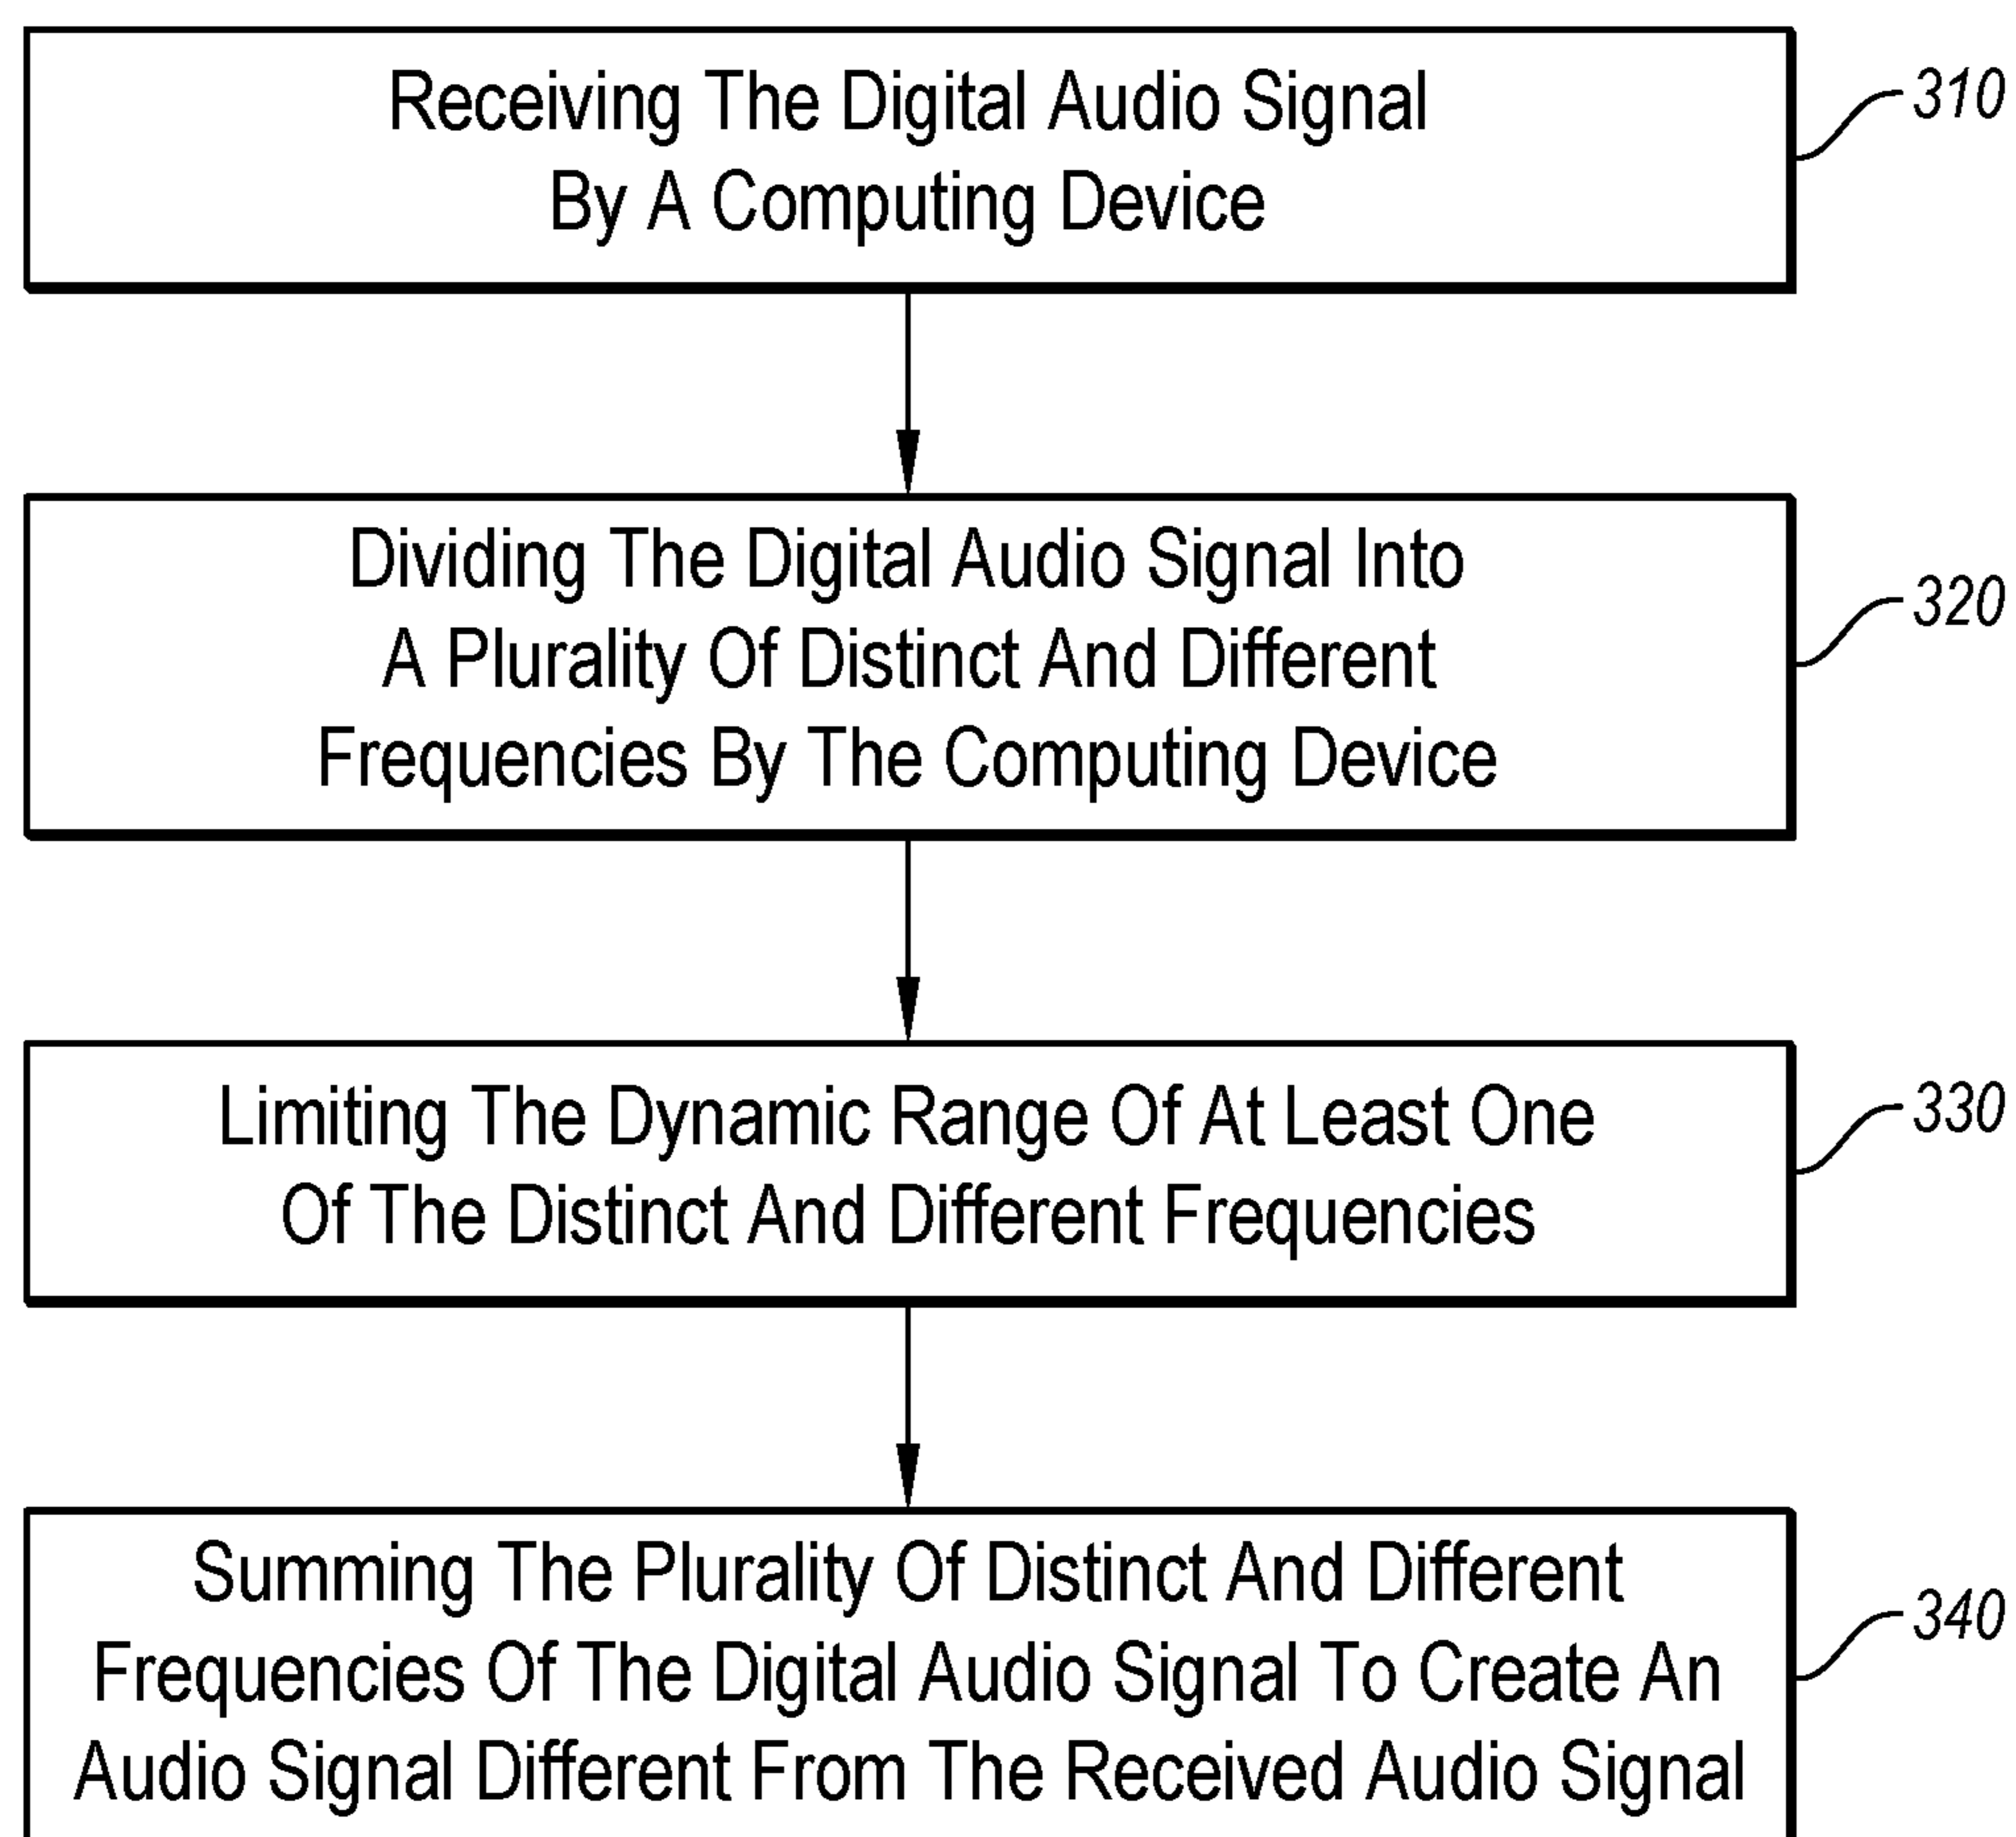 Receiving The Digital Audio Signal
By A Computing Device
310
Dividing The Digital Audio Signal Into
A Plurality Of Distinct And Different
Frequencies By The Computing Device
320
Limiting The Dynamic Range Of At Least One
Of The Distinct And Different Frequencies
330
Summing The Plurality Of Distinct And Different
Frequencies Of The Digital Audio Signal To Create An
Audio Signal Different From The Received Audio Signal
340